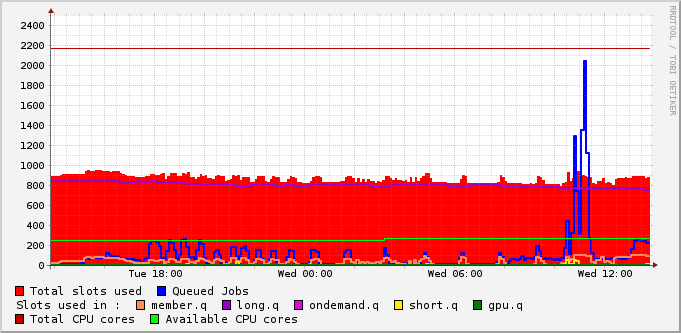 RRDTOOL / TOBI OETIKER
2400
2200
2000
1800
1600
1400
1200
1000
800
600
400
200
0
Tue 18:00 Wed 00:00 Wed 06:00 Wed 12:00
Total slots used Queued Jobs
Slots used in : member.q long.q ondemand.q short.q gpu.q
Total CPU cores Available CPU cores